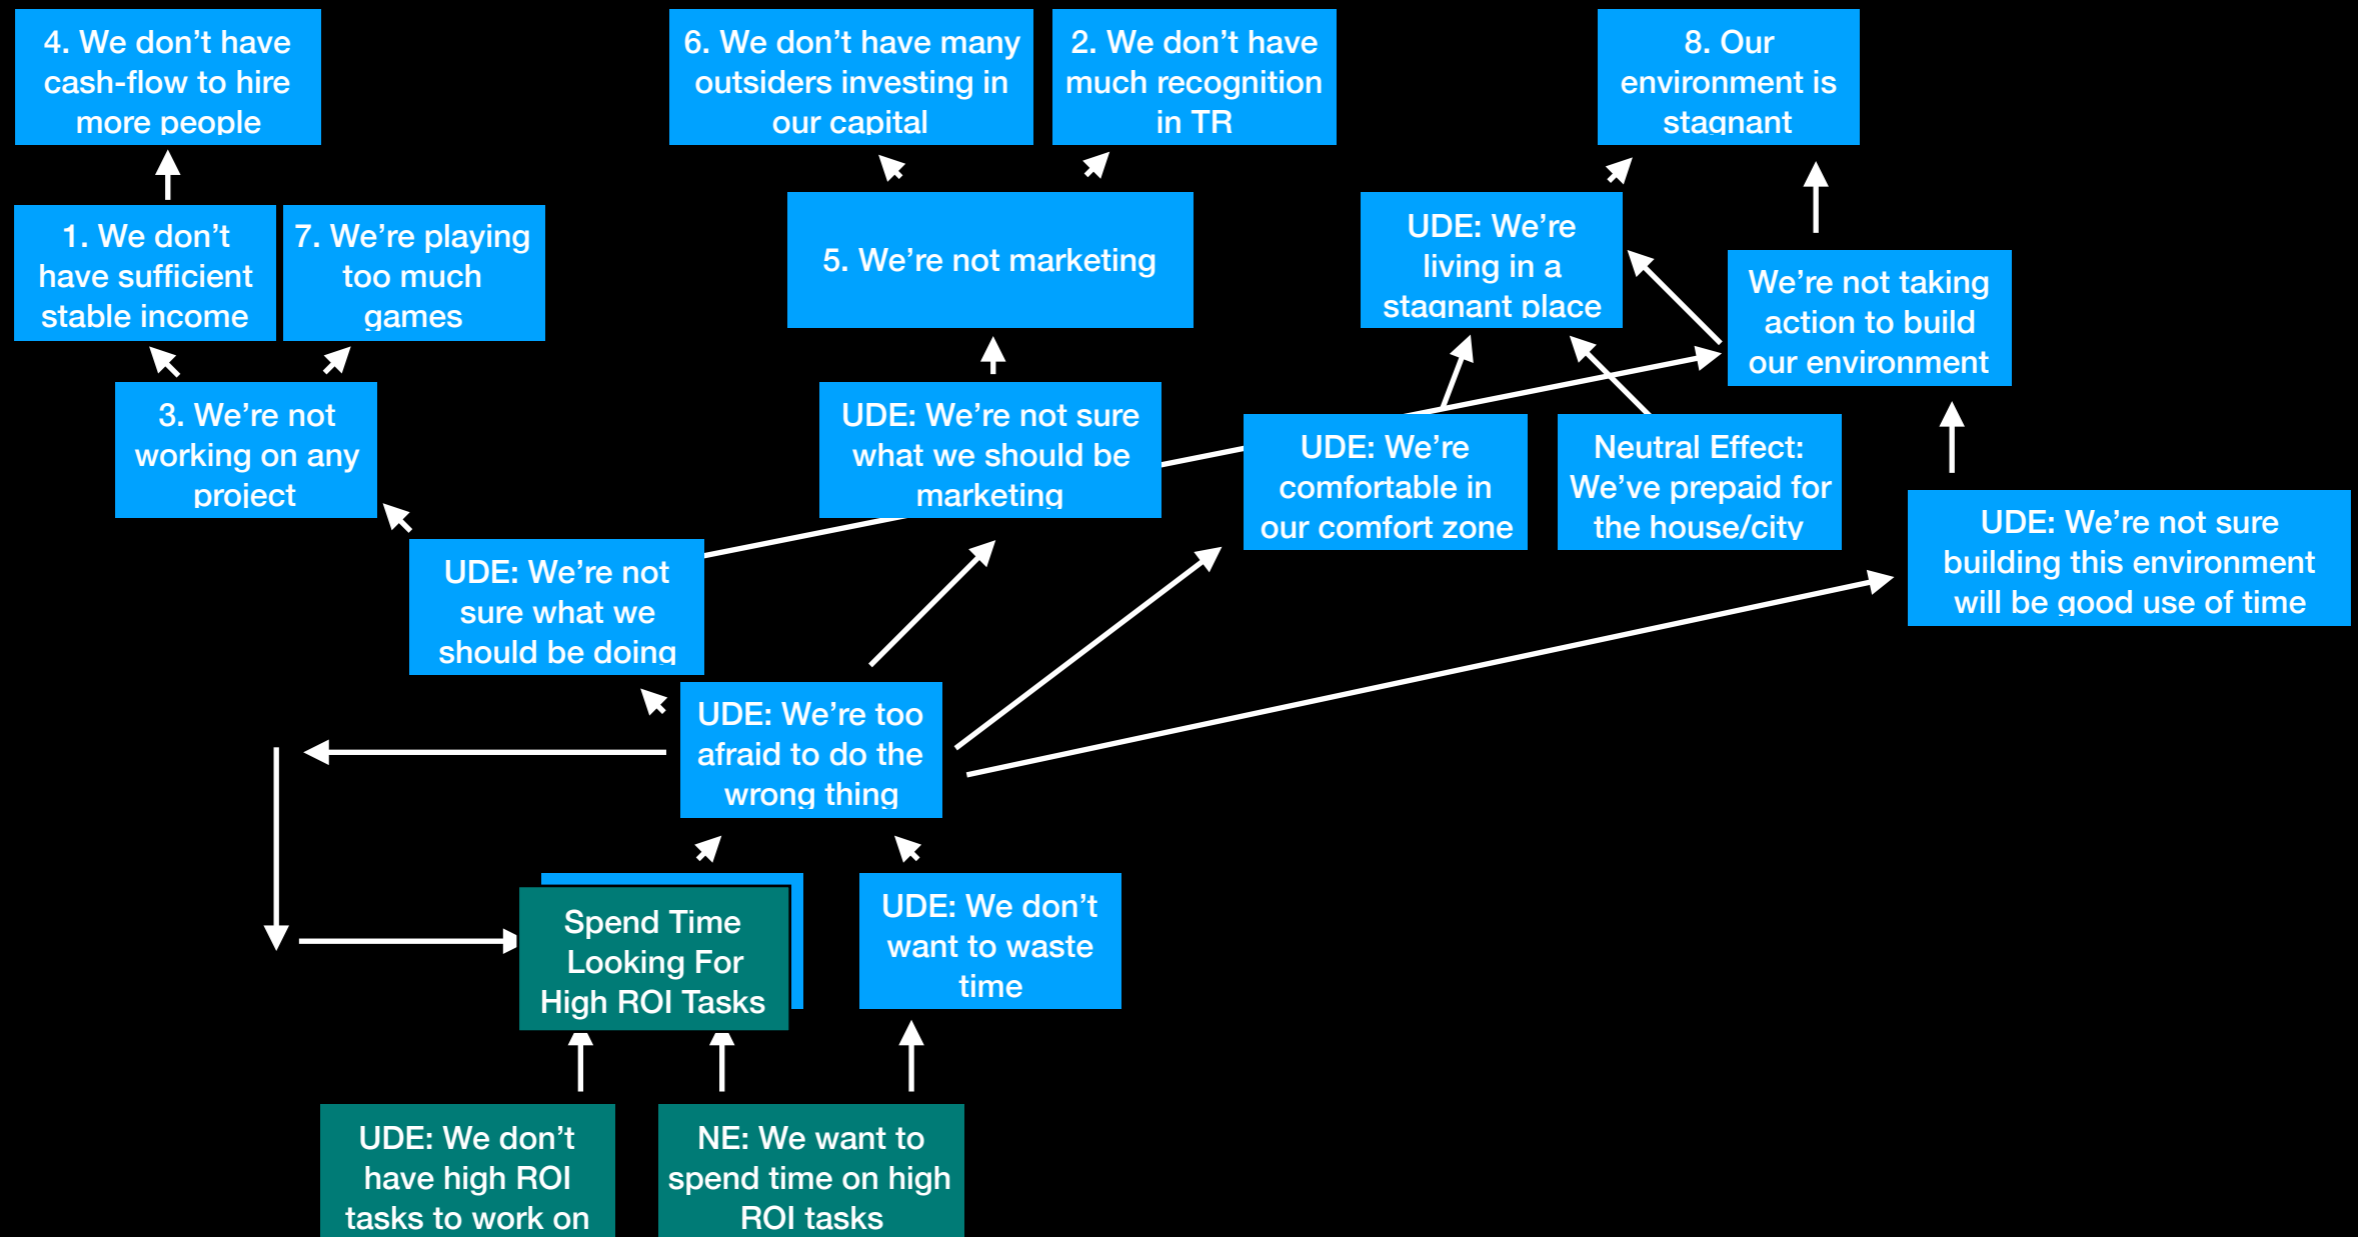 4. We don’t have
cash-flow to hire
more people
6. We don’t have many
outsiders investing in
our capital
2. We don’t have
much recognition
in TR
8. Our
environment is
stagnant
1. We don’t
have sufficient
stable income
7. We’re playing
too much
games
5. We’re not marketing
UDE: We’re
living in a
stagnant place
We’re not taking
action to build
our environment
3. We’re not
working on any
project
UDE: We’re not sure
what we should be
marketing
UDE: We’re
comfortable in
our comfort zone
Neutral Effect:
We’ve prepaid for
the house/city
UDE: We’re not sure
building this environment
will be good use of time
UDE: We’re not
sure what we
should be doing
UDE: We’re too
afraid to do the
wrong thing
Spend Time
Looking For
High ROI Tasks
UDE: We don’t
want to waste
time
UDE: We don’t
have high ROI
tasks to work on
NE: We want to
spend time on high
ROI tasks